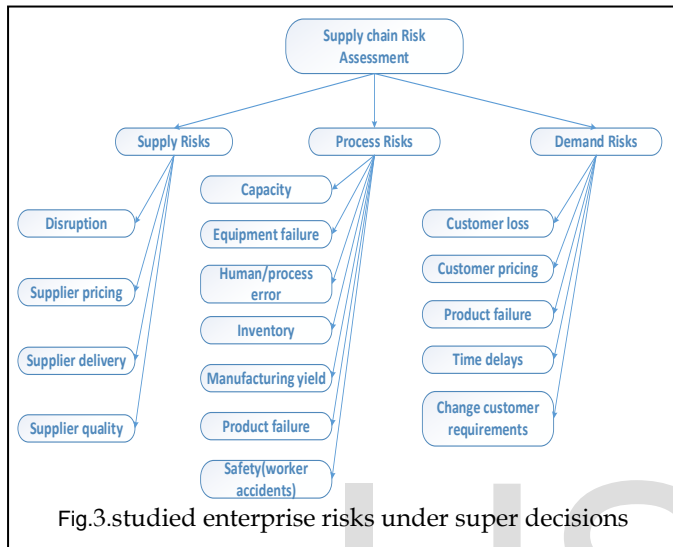 Supply chain Risk
Assessment
Supply Risks
Process Risks
Demand Risks
Disruption
Supplier pricing
Supplier delivery
Supplier quality
Capacity
Equipment failure
Human/process
error
Inventory
Manufacturing yield
Product failure
Safety(worker
accidents)
Customer loss
Customer pricing
Product failure
Time delays
Change customer
requirements
Fig.3.studied enterprise risks under super decisions